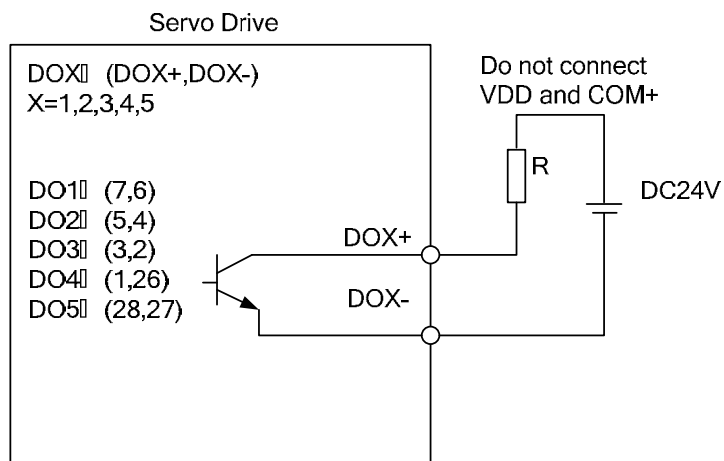 Servo Drive
DOX▯ (DOX+,DOX-)
X=1,2,3,4,5
Do not connect
VDD and COM+
R
DC24V
DO1▯ (7,6)
DO2▯ (5,4)
DO3▯ (3,2)
DO4▯ (1,26)
DO5▯ (28,27)
DOX+
DOX-